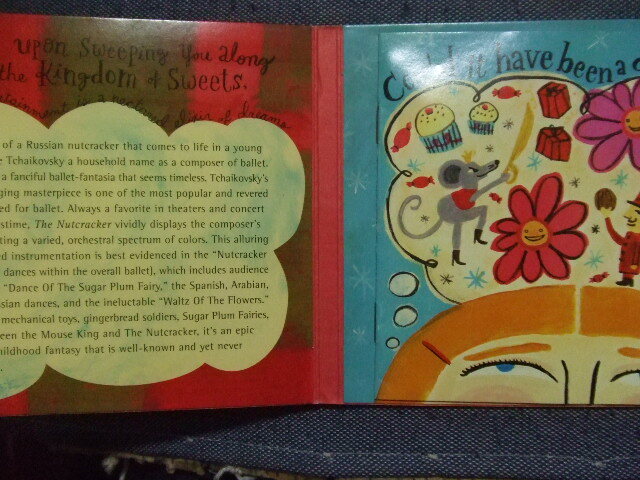 upon Sweeping you along
the Kingdom of Sweets.
of a Russian nutcracker that comes to life in a young
Tchaikovsky a household name as a composer of ballet.
a fanciful ballet-fantasia that seems timeless. Tchaikovsky's
ging masterpiece is one of the most popular and revered
ed for ballet. Always a favorite in theaters and concert
stime, The Nutcracker vividly displays the composer's
ting a varied, orchestral spectrum of colors. This alluring
d instrumentation is best evidenced in the "Nutcracker
dances within the overall ballet), which includes audience
"Dance Of The Sugar Plum Fairy," the Spanish, Arabian,
sian dances, and the ineluctable "Waltz Of The Flowers."
mechanical toys, gingerbread soldiers, Sugar Plum Fairies,
een the Mouse King and The Nutcracker, it's an epic
hildhood fantasy that is well-known and yet never
Could it have been a d